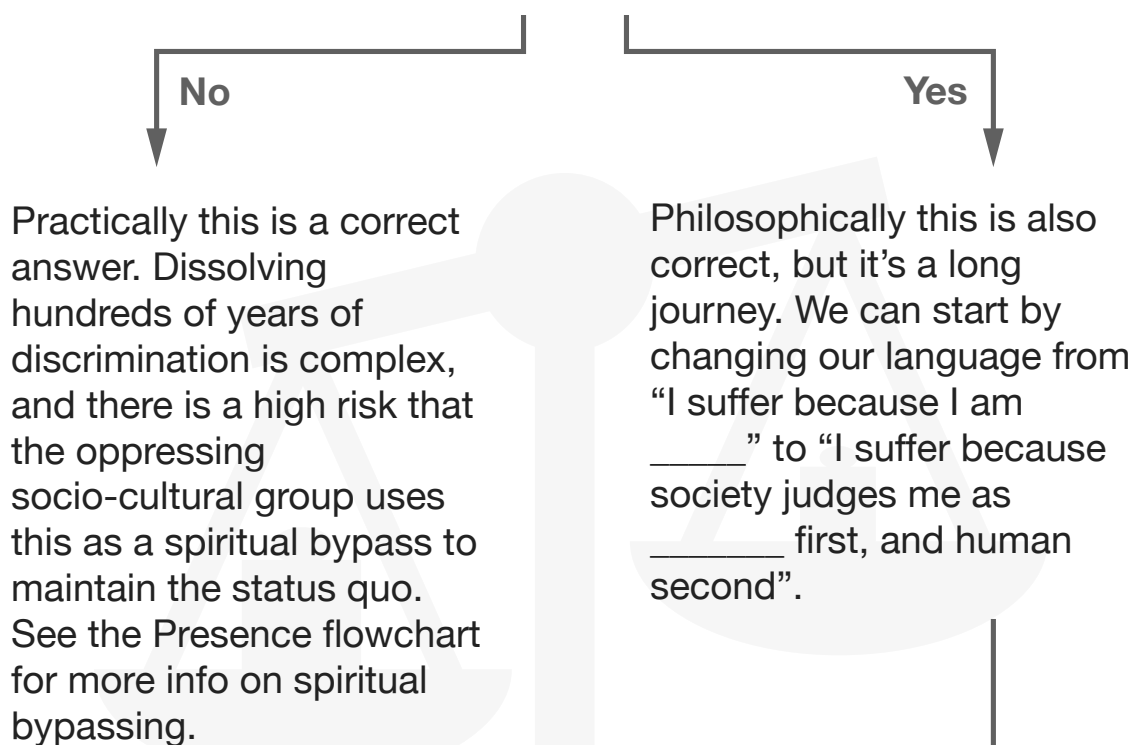 No
Yes
Practically this is a correct
answer. Dissolving
hundreds of years of
discrimination is complex,
and there is a high risk that
the oppressing
socio-cultural group uses
this as a spiritual bypass to
maintain the status quo.
See the Presence flowchart
for more info on spiritual
bypassing.
Philosophically this is also
correct, but it’s a long
journey. We can start by
changing our language from
“I suffer because I am
_____” to “I suffer because
society judges me as
_______ first, and human
second”.